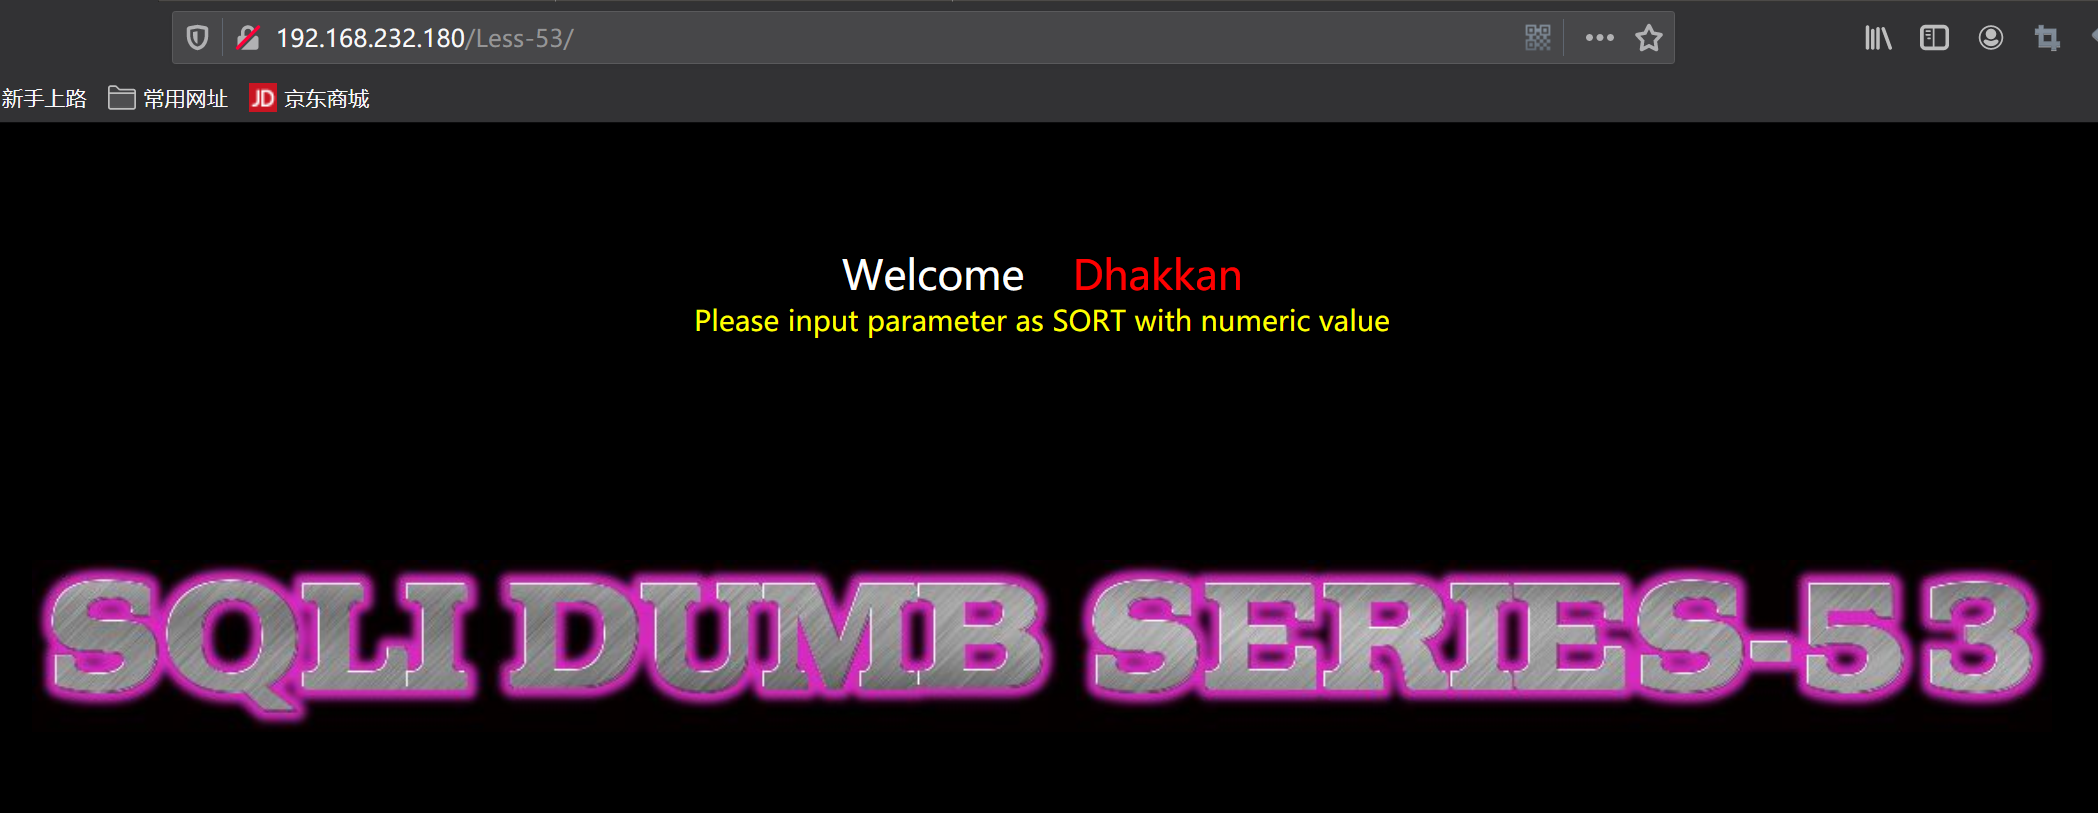 192.168.232.180/Less-53/
新手上路 常用网址 JD 京东商城
Welcome Dhakkan
Please input parameter as SORT with numeric value
SQLI DUMB SERIES-53